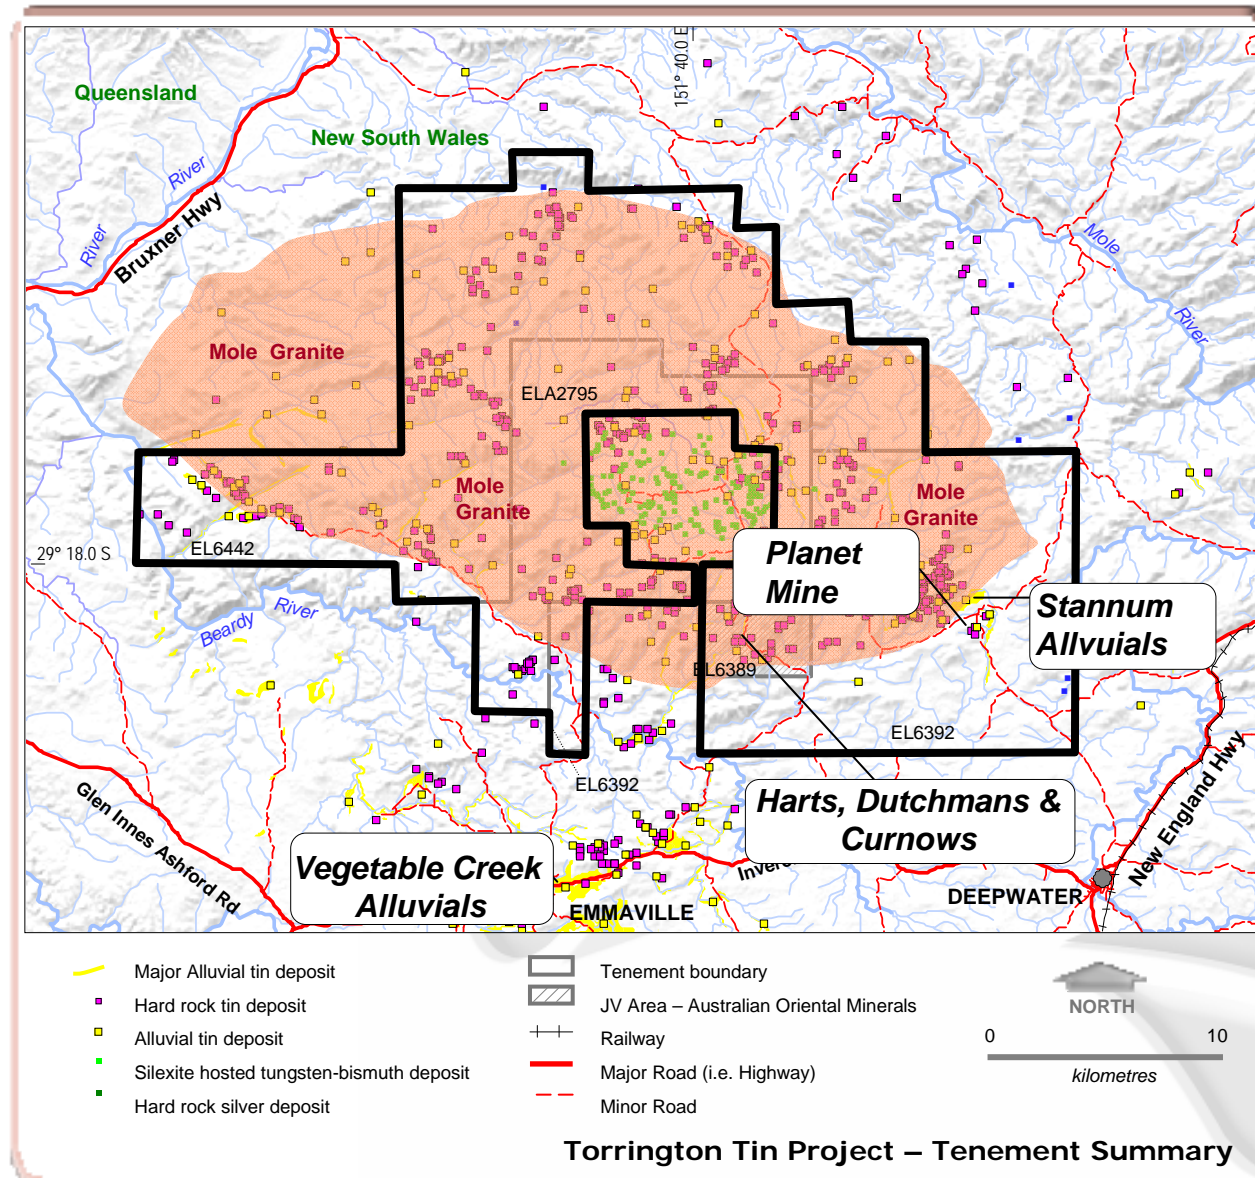 151° 40.0 E
Queensland
New South Wales
River
Bruxner Hwy
River
Mole
River
Mole Granite
ELA2795
Mole
Granite
Mole
Granite
EL6442
29° 18.0 S
Planet
Mine
Stannum
Allvuials
Beardy River
EL6389
EL6392
EL6392
Glen Innes Ashford Rd
Harts, Dutchmans &
Curnows
New England Hwy
Vegetable Creek
Alluvials
Inver
EMMAVILLE
DEEPWATER
Major Alluvial tin deposit
Hard rock tin deposit
Alluvial tin deposit
Silexite hosted tungsten-bismuth deposit
Hard rock silver deposit
Tenement boundary
JV Area – Australian Oriental Minerals
Railway
Major Road (i.e. Highway)
Minor Road
NORTH
0 10
kilometres
Torrington Tin Project – Tenement Summary